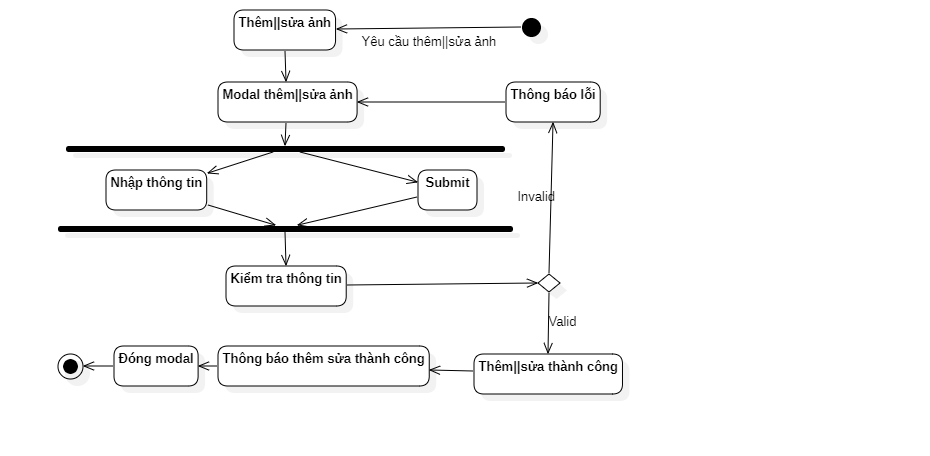 Thêm||sửa ảnh
Yêu cầu thêm||sửa ảnh
Modal thêm||sửa ảnh
Thông báo lỗi
Nhập thông tin
Submit
Invalid
Kiểm tra thông tin
Valid
Đóng modal
Thông báo thêm sửa thành công
Thêm||sửa thành công